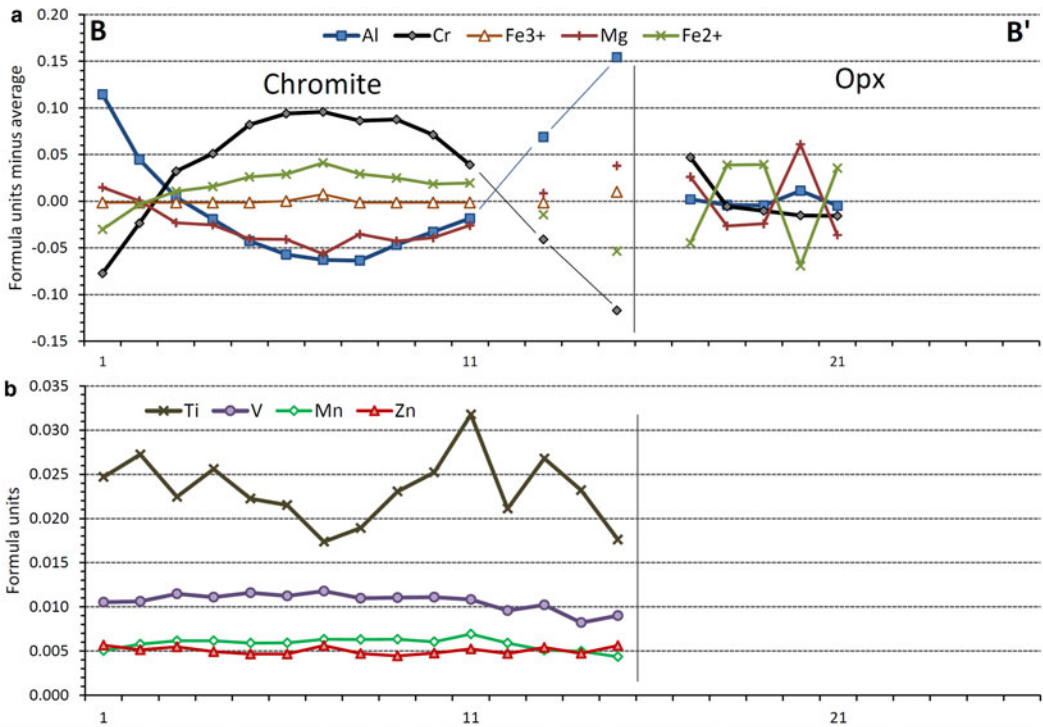 a
B
Al Cr Fe3+ Mg Fe2+
B'
Chromite
Opx
Formula units minus average
0.20
0.15
0.10
0.05
0.00
-0.05
-0.10
-0.15
1 11 21
b
Ti V Mn Zn
Formula units
0.035
0.030
0.025
0.020
0.015
0.010
0.005
0.000
1 11 21